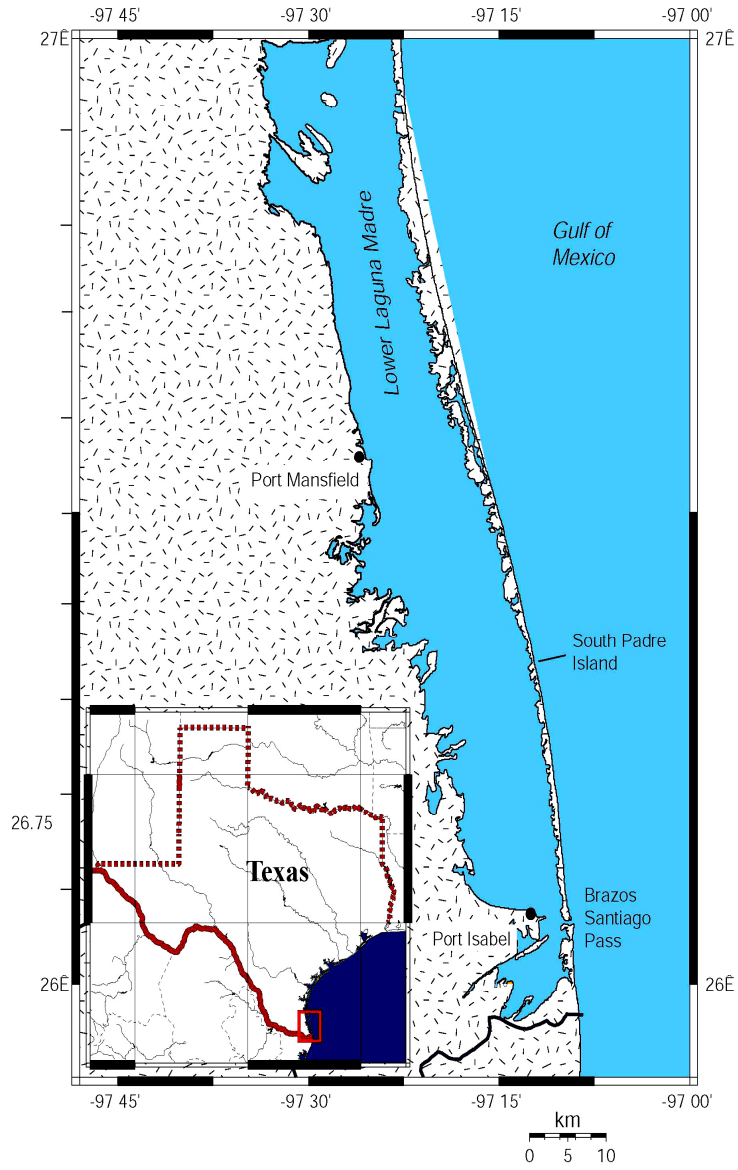 -97 45' -97 30' -97 15' -97 00'
27Ê 27Ê
Lower Laguna Madre
Gulf of
Mexico
Port Mansfield
South Padre
Island
26.75
Texas
Brazos
Santiago
Pass
Port Isabel
26Ê
-97 45' -97 30' -97 15' -97 00'
km
0 5 10